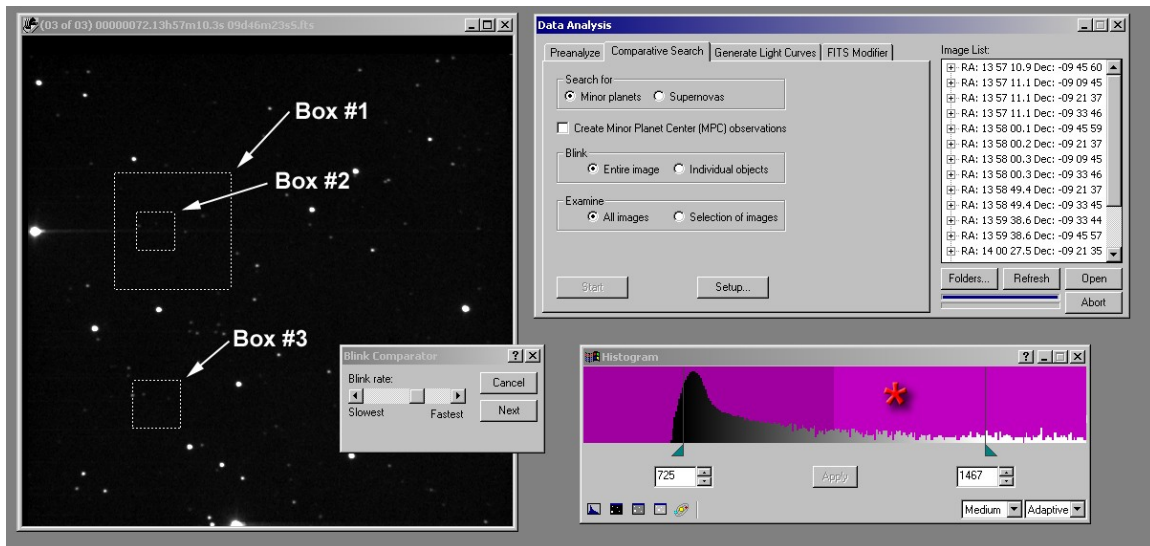 (03 of 03) 00000072.13h57m10.3s 09d46m23s5.fts
Box #1
Box #2
Box #3
Blink Comparator
Blink rate:
Slowest
Fastest
Cancel
Next
Data Analysis
Preanalyze
Comparative Search
Generate Light Curves
FITS Modifier
Search for
Minor planets
Supernovas
Create Minor Planet Center (MPC) observations
Blink
Entire image
Individual objects
Examine
All images
Selection of images
Start
Setup...
Image List:
RA: 13 57 10.9 Dec: -09 45 60
RA: 13 57 11.1 Dec: -09 09 45
RA: 13 57 11.1 Dec: -09 21 37
RA: 13 57 11.1 Dec: -09 33 46
RA: 13 58 00.1 Dec: -09 45 59
RA: 13 58 00.2 Dec: -09 21 37
RA: 13 58 00.3 Dec: -09 09 45
RA: 13 58 00.3 Dec: -09 33 46
RA: 13 58 49.4 Dec: -09 21 37
RA: 13 58 49.4 Dec: -09 33 45
RA: 13 59 38.6 Dec: -09 33 44
RA: 13 59 38.6 Dec: -09 45 57
RA: 14 00 27.5 Dec: -09 21 35
Folders...
Refresh
Open
Abort
Histogram
*
725
Apply
1467
Medium
Adaptive